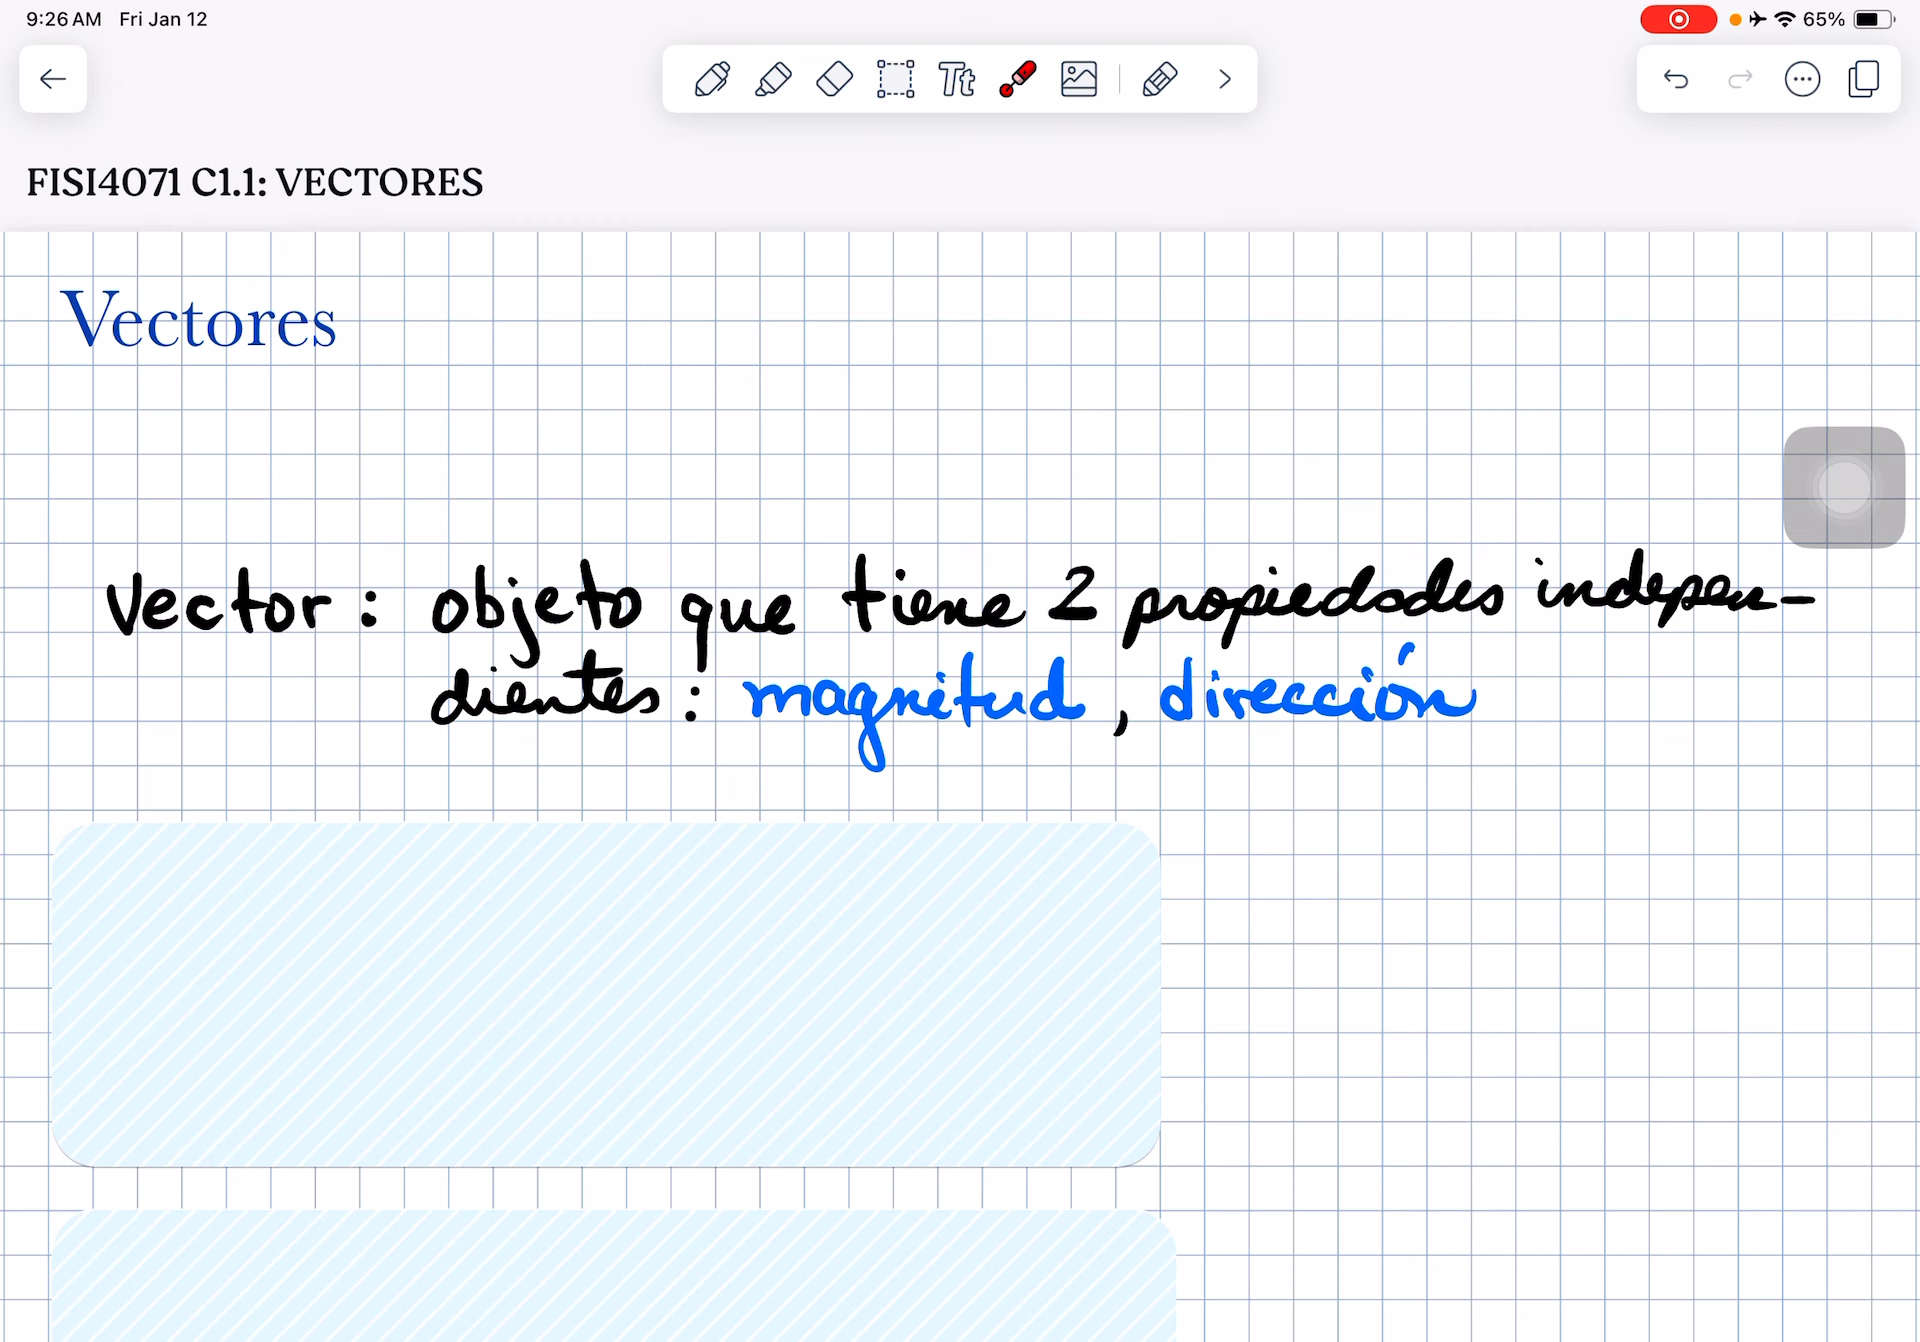 9:26 AM Fri Jan 12 65%
Tt
FISI4071 C1.1: VECTORES
Vectores
Vector: objeto que tiene 2 propiedades indepen-
dientes: magnitud, dirección